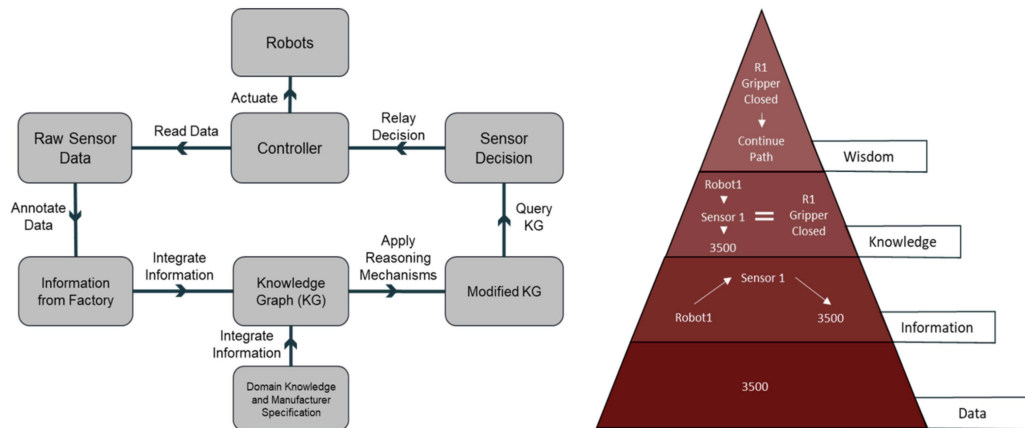 Robots
Actuate
Read Data
Relay
Decision
Raw Sensor
Data
Controller
Sensor
Decision
Annotate
Data
Query
KG
Integrate
Information
Apply
Reasoning
Mechanisms
Information
from Factory
Knowledge
Graph (KG)
Modified KG
Integrate
Information
Domain Knowledge
and Manufacturer
Specification
R1
Gripper
Closed
Continue
Path
Wisdom
Robot1
Sensor 1
3500
=
R1
Gripper
Closed
Knowledge
Sensor 1
Robot1
3500
Information
3500
Data